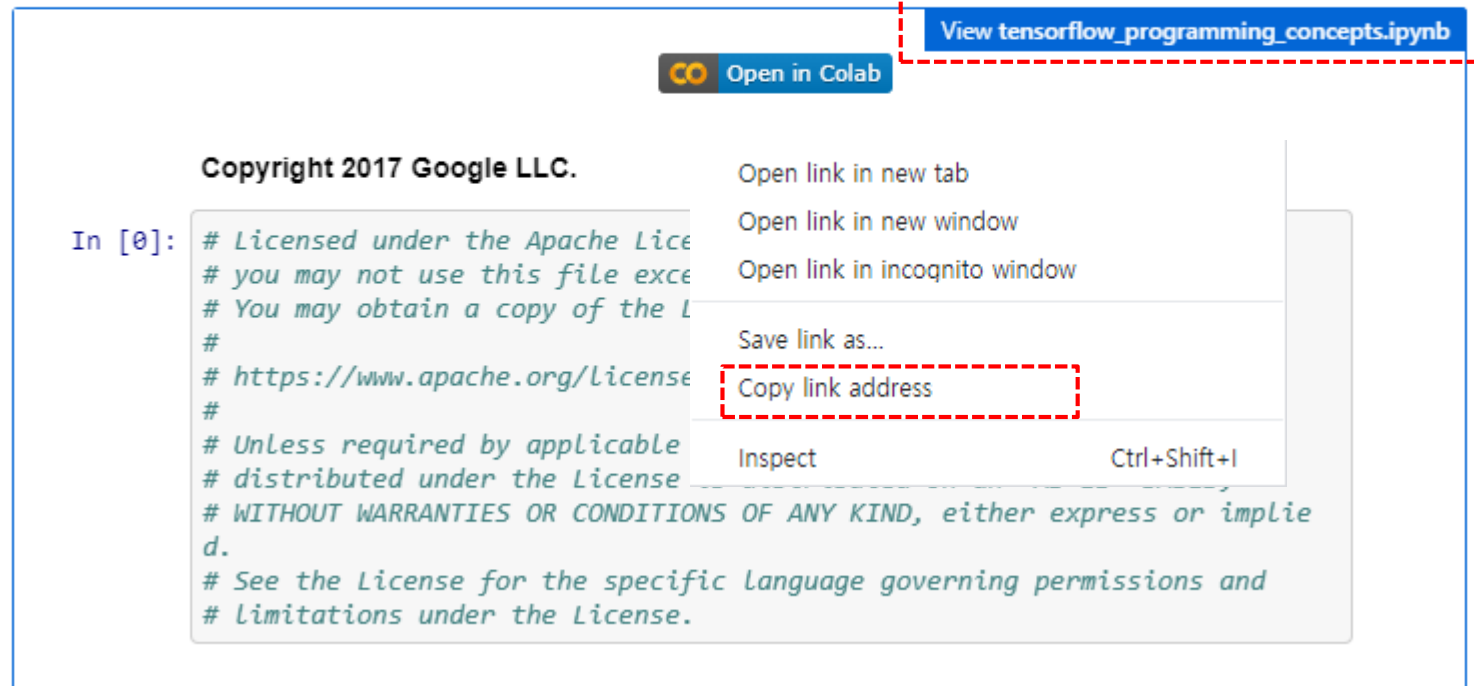 View tensorflow_programming_concepts.ipynb
CO Open in Colab
Copyright 2017 Google LLC.
In [0]:
# Licensed under the Apache Lice
# you may not use this file exce
# You may obtain a copy of the L
#
# https://www.apache.org/license
#
# Unless required by applicable
# distributed under the License
# WITHOUT WARRANTIES OR CONDITIONS OF ANY KIND, either express or implie
d.
# See the License for the specific language governing permissions and
# limitations under the License.
Open link in new tab
Open link in new window
Open link in incognito window
Save link as...
Copy link address
Inspect Ctrl+Shift+I